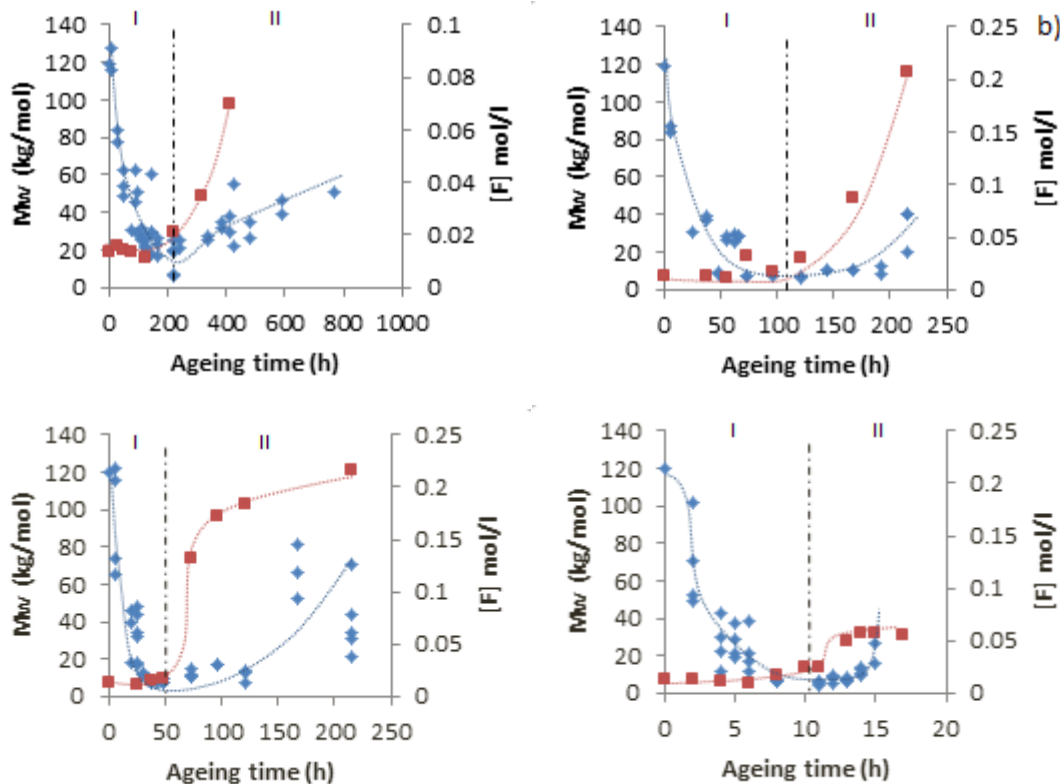 I II
140 0.1
120
100 0.08
80 0.06
60 0.04
40
20 0.02
0 0
0 200 400 600 800 1000
Mw (kg/mol)
[F] mol/l
Ageing time (h)
I II b)
140 0.25
120 0.2
100
80 0.15
60 0.1
40
20 0.05
0 0
0 50 100 150 200 250
Mw (kg/mol)
[F] mol/l
Ageing time (h)
I II
140 0.25
120 0.2
100
80 0.15
60 0.1
40
20 0.05
0 0
0 50 100 150 200 250
Mw (kg/mol)
[F] mol/l
Ageing time (h)
I II
140 0.25
120 0.2
100
80 0.15
60 0.1
40
20 0.05
0 0
0 5 10 15 20
Mw (kg/mol)
[F] mol/l
Ageing time (h)